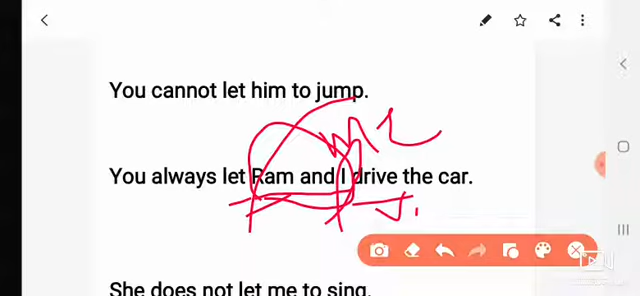 You cannot let him to jump.
me
You always let Ram and I drive the car.
She does not let me to sing.